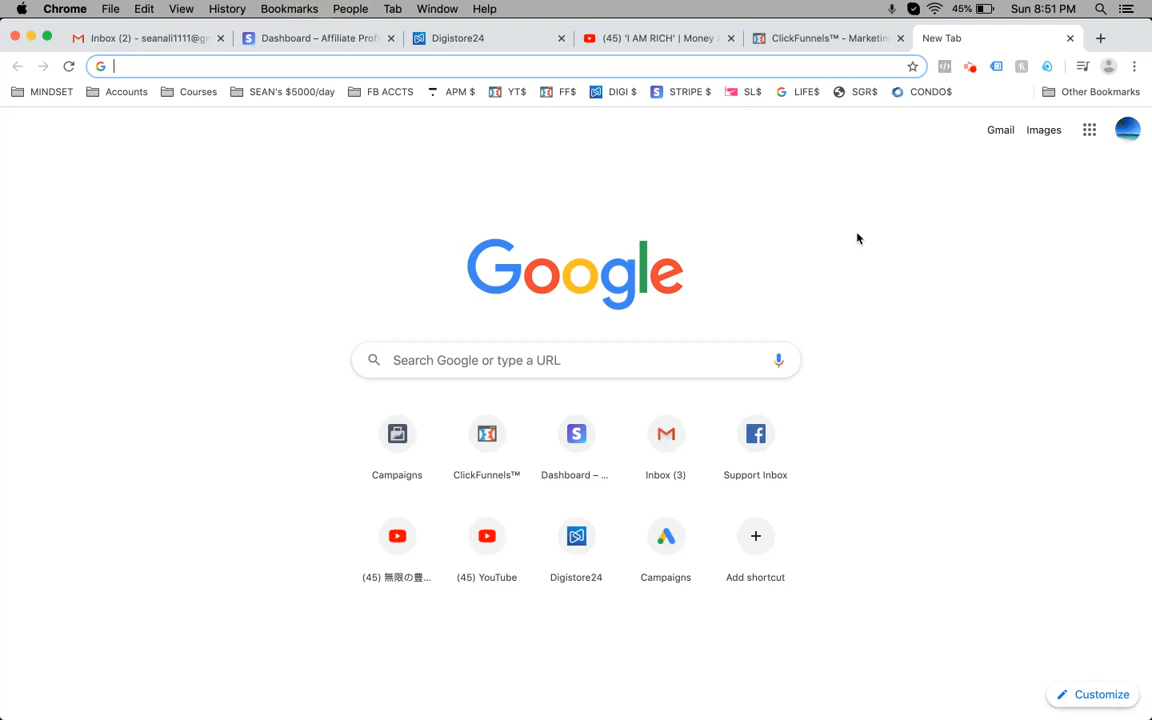 Chrome File Edit View History Bookmarks People Tab Window Help 45% Sun 8:51 PM
Inbox (2) - seanali1111@gr Dashboard – Affiliate Prof Digistore24 (45) 'I AM RICH' | Money ClickFunnels™ - Marketin New Tab
MINDSET Accounts Courses SEAN's $5000/day FB ACCTS APM $ YT$ FF$ DIGI $ STRIPE $ SL$ LIFE$ SGR$ CONDO$ Other Bookmarks
Gmail Images
Google
Search Google or type a URL
Campaigns ClickFunnels™ Dashboard – ... Inbox (3) Support Inbox
(45) 無限の豊... (45) YouTube Digistore24 Campaigns Add shortcut
Customize